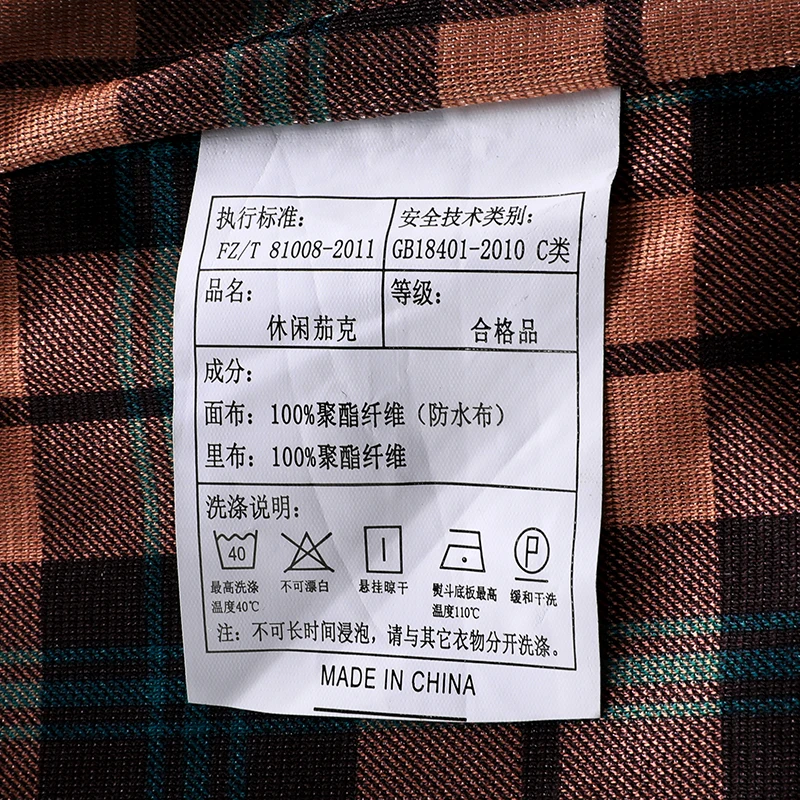 执行标准：
FZ/T 81008-2011
安全技术类别：
GB18401-2010 C类
品名：
休闲茄克
等级：
合格品
成分：
面布：100%聚酯纤维（防水布）
里布：100%聚酯纤维
洗涤说明：
40
P
最高洗涤
温度40℃
不可漂白
悬挂晾干
熨斗底板最高
温度110℃
缓和干洗
注：不可长时间浸泡，请与其它衣物分开洗涤。
MADE IN CHINA